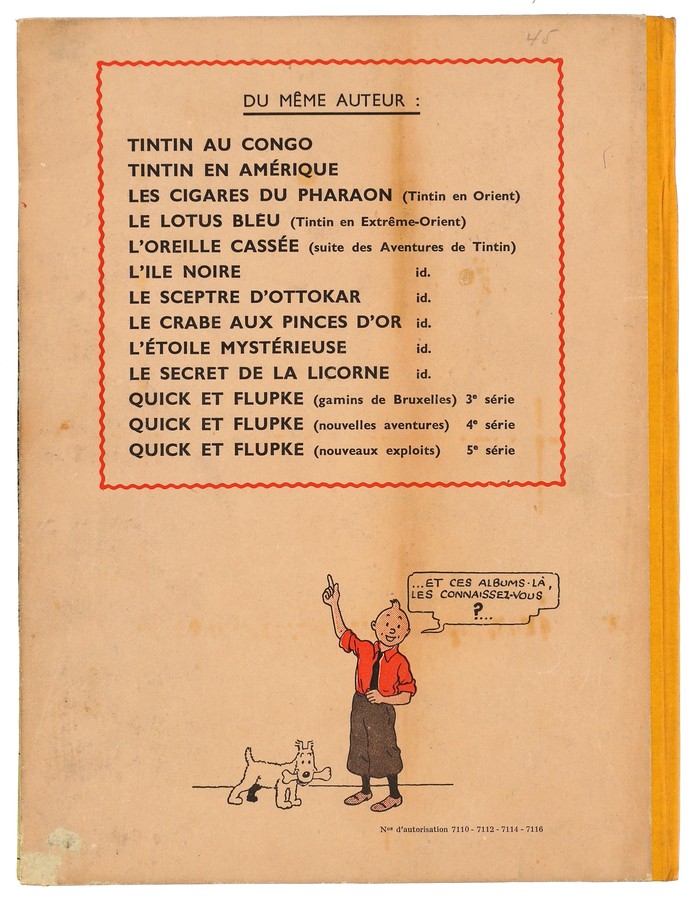 45
DU MÊME AUTEUR :
TINTIN AU CONGO
TINTIN EN AMÉRIQUE
LES CIGARES DU PHARAON (Tintin en Orient)
LE LOTUS BLEU (Tintin en Extrême-Orient)
L'OREILLE CASSÉE (suite des Aventures de Tintin)
L'ILE NOIRE id.
LE SCEPTRE D'OTTOKAR id.
LE CRABE AUX PINCES D'OR id.
L'ÉTOILE MYSTÉRIEUSE id.
LE SECRET DE LA LICORNE id.
QUICK ET FLUPKE (gamins de Bruxelles) 3e série
QUICK ET FLUPKE (nouvelles aventures) 4e série
QUICK ET FLUPKE (nouveaux exploits) 5e série
...ET CES ALBUMS-LÀ,
LES CONNAISSEZ-VOUS
?...
Nos d'autorisation 7110 - 7112 - 7114 - 7116